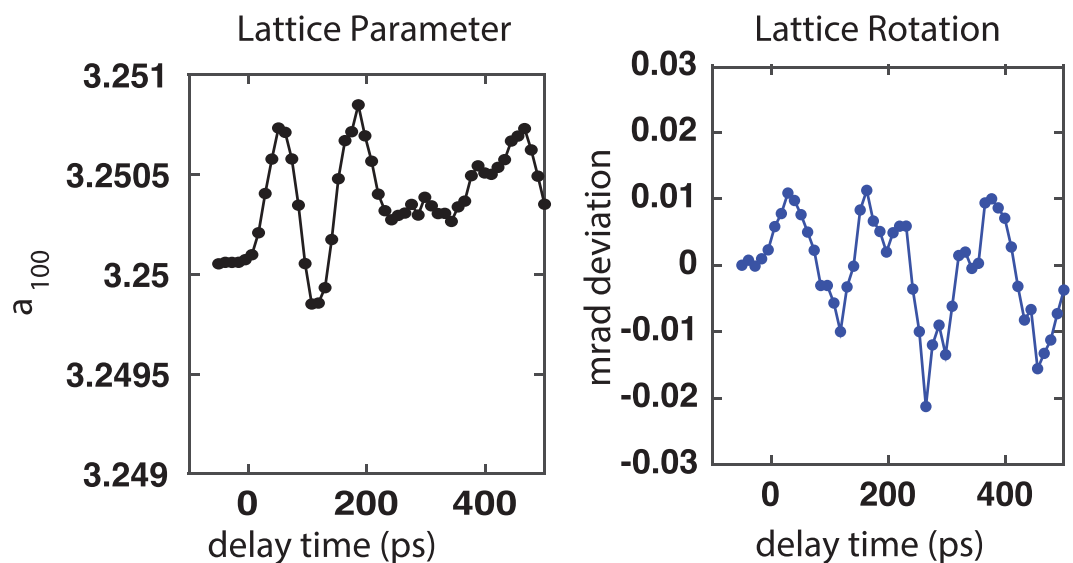 Lattice Parameter
3.251
3.2505
3.25
3.2495
3.249
a 100
0 200 400
delay time (ps)
Lattice Rotation
0.03
0.02
0.01
0
-0.01
-0.02
-0.03
mrad deviation
0 200 400
delay time (ps)